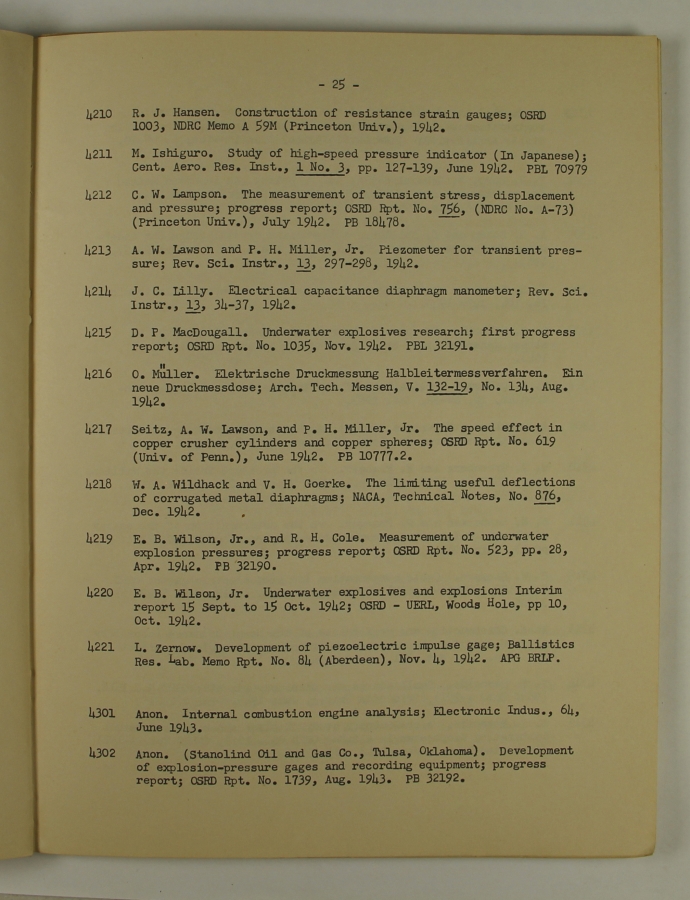 - 25 -
4210 R. J. Hansen. Construction of resistance strain gauges; OSRD
1003, NDRC Memo A 59M (Princeton Univ.), 1942.
4211 M. Ishiguro. Study of high-speed pressure indicator (In Japanese);
Cent. Aero. Res. Inst., 1 No. 3, pp. 127-139, June 1942. PBL 70979
4212 C. W. Lampson. The measurement of transient stress, displacement
and pressure; progress report; OSRD Rpt. No. 756, (NDRC No. A-73)
(Princeton Univ.), July 1942. PB 18478.
4213 A. W. Lawson and P. H. Miller, Jr. Piezometer for transient pres-
sure; Rev. Sci. Instr., 13, 297-298, 1942.
4214 J. C. Lilly. Electrical capacitance diaphragm manometer; Rev. Sci.
Instr., 13, 34-37, 1942.
4215 D. P. MacDougall. Underwater explosives research; first progress
report; OSRD Rpt. No. 1035, Nov. 1942. PBL 32191.
4216 O. Müller. Elektrische Druckmessung Halbleitermessverfahren. Ein
neue Druckmessdose; Arch. Tech. Messen, V. 132-19, No. 134, Aug.
1942.
4217 Seitz, A. W. Lawson, and P. H. Miller, Jr. The speed effect in
copper crusher cylinders and copper spheres; OSRD Rpt. No. 619
(Univ. of Penn.), June 1942. PB 10777.2.
4218 W. A. Wildhack and V. H. Goerke. The limiting useful deflections
of corrugated metal diaphragms; NACA, Technical Notes, No. 876,
Dec. 1942.
4219 E. B. Wilson, Jr., and R. H. Cole. Measurement of underwater
explosion pressures; progress report; OSRD Rpt. No. 523, pp. 28,
Apr. 1942. PB 32190.
4220 E. B. Wilson, Jr. Underwater explosives and explosions Interim
report 15 Sept. to 15 Oct. 1942; OSRD - UERL, Woods Hole, pp 10,
Oct. 1942.
4221 L. Zernow. Development of piezoelectric impulse gage; Ballistics
Res. Lab. Memo Rpt. No. 84 (Aberdeen), Nov. 4, 1942. APG BRLP.
4301 Anon. Internal combustion engine analysis; Electronic Indus., 64,
June 1943.
4302 Anon. (Stanolind Oil and Gas Co., Tulsa, Oklahoma). Development
of explosion-pressure gages and recording equipment; progress
report; OSRD Rpt. No. 1739, Aug. 1943. PB 32192.